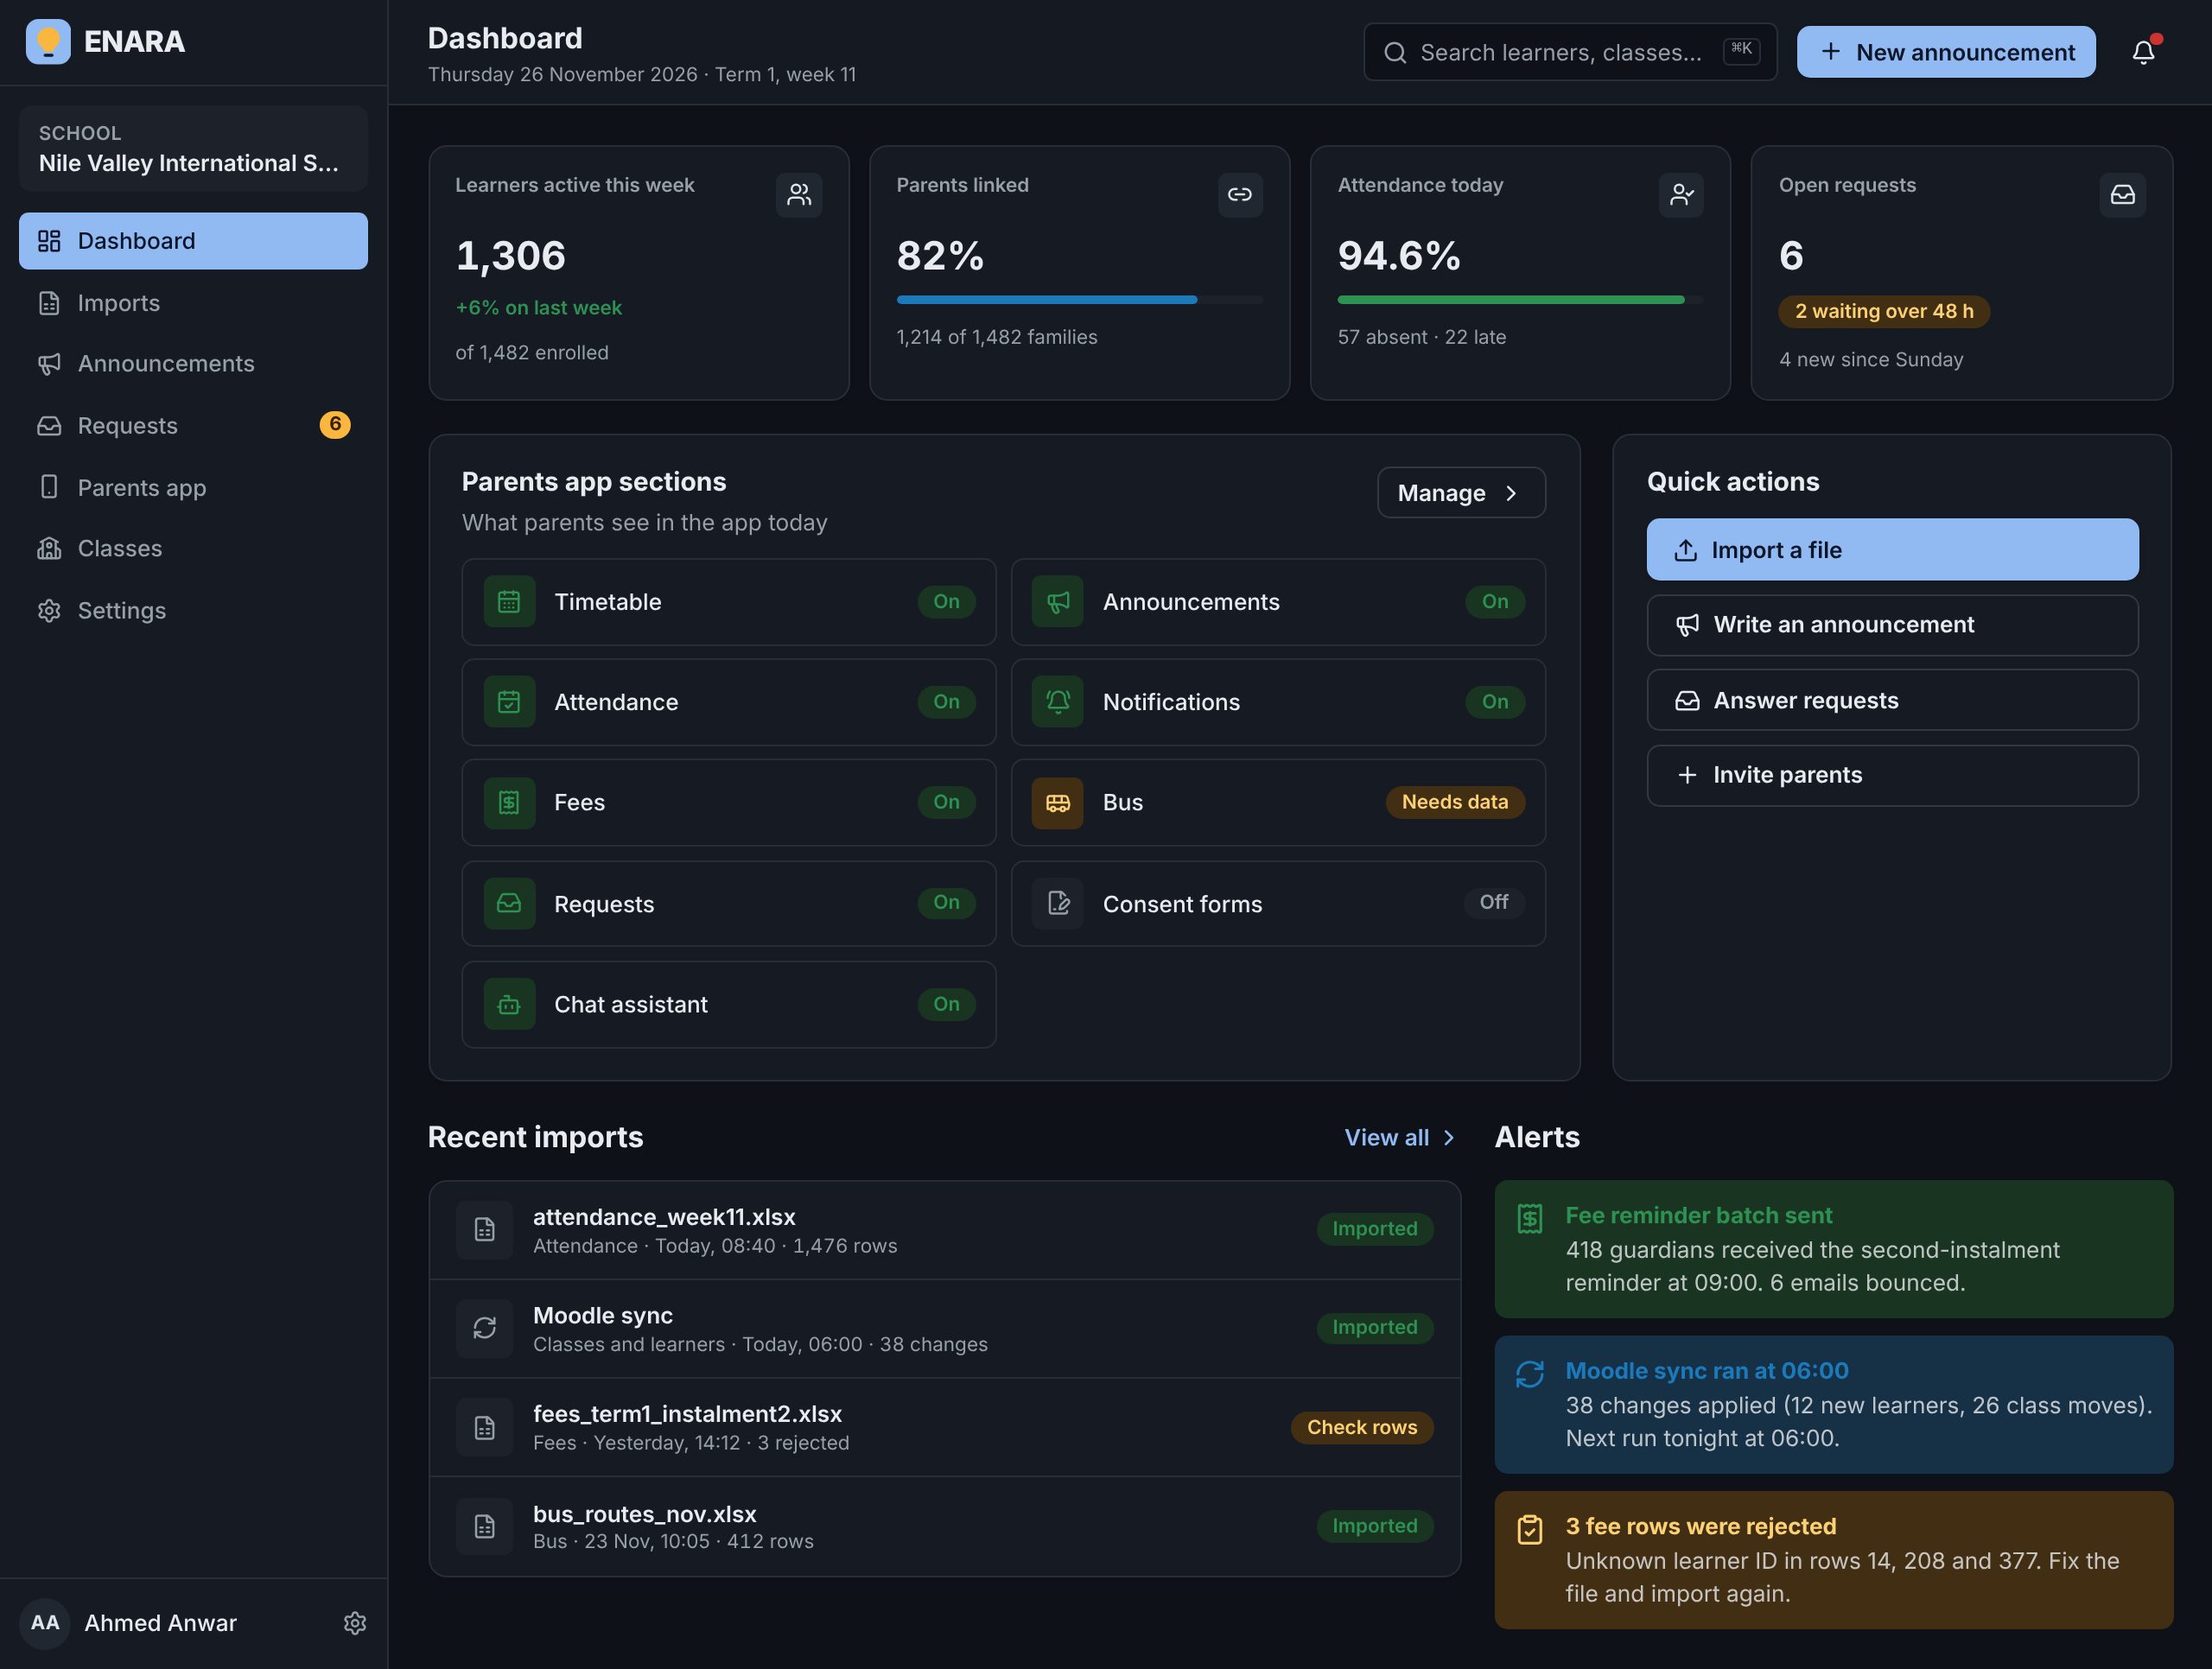 ENARA
SCHOOL
Nile Valley International S...
Dashboard
Imports
Announcements
Requests
6
Parents app
Classes
Settings
AA
Ahmed Anwar
Dashboard
Thursday 26 November 2026 · Term 1, week 11
Search learners, classes...
⌘K
New announcement
Learners active this week
1,306
+6% on last week
of 1,482 enrolled
Parents linked
82%
1,214 of 1,482 families
Attendance today
94.6%
57 absent · 22 late
Open requests
6
2 waiting over 48 h
4 new since Sunday
Parents app sections
What parents see in the app today
Manage
Timetable
On
Announcements
On
Attendance
On
Notifications
On
Fees
On
Bus
Needs data
Requests
On
Consent forms
Off
Chat assistant
On
Quick actions
Import a file
Write an announcement
Answer requests
Invite parents
Recent imports
View all
attendance_week11.xlsx
Attendance · Today, 08:40 · 1,476 rows
Imported
Moodle sync
Classes and learners · Today, 06:00 · 38 changes
Imported
fees_term1_instalment2.xlsx
Fees · Yesterday, 14:12 · 3 rejected
Check rows
bus_routes_nov.xlsx
Bus · 23 Nov, 10:05 · 412 rows
Imported
Alerts
Fee reminder batch sent
418 guardians received the second-instalment
reminder at 09:00. 6 emails bounced.
Moodle sync ran at 06:00
38 changes applied (12 new learners, 26 class moves).
Next run tonight at 06:00.
3 fee rows were rejected
Unknown learner ID in rows 14, 208 and 377. Fix the
file and import again.